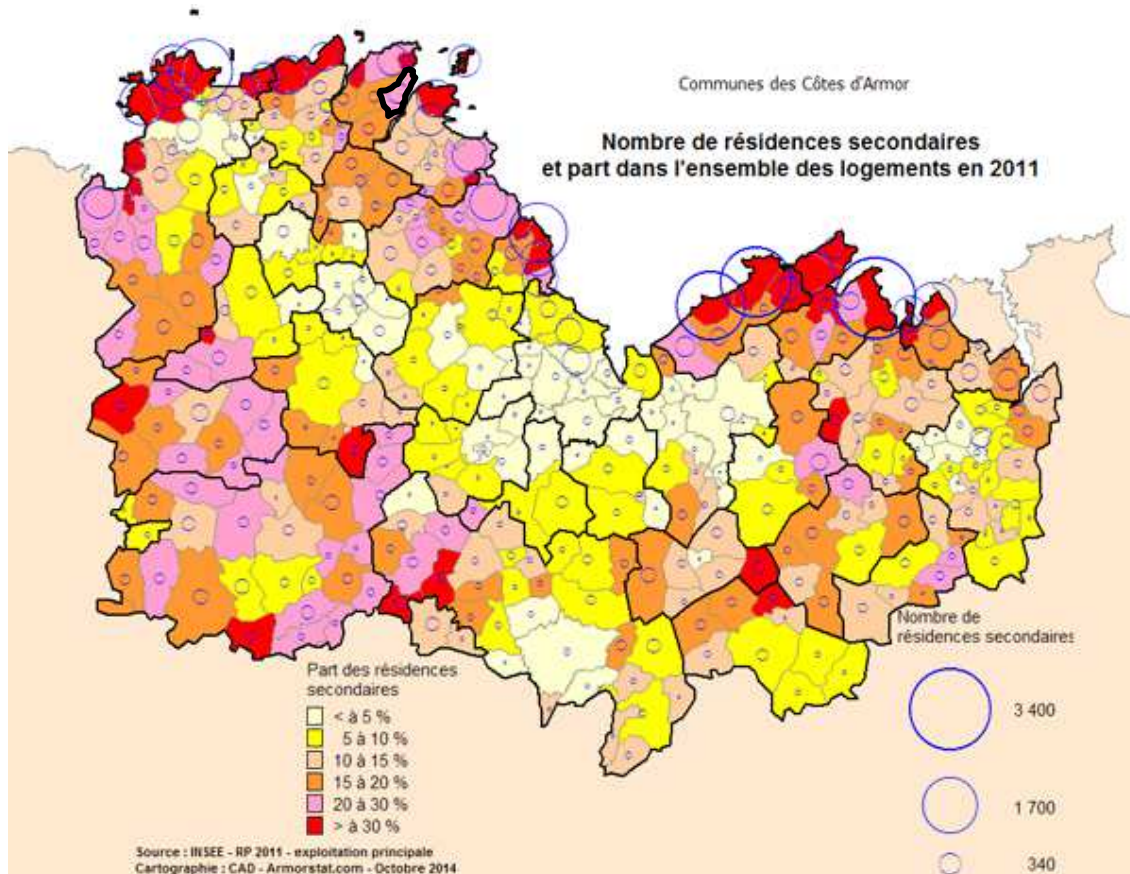 Communes des Côtes d'Armor
Nombre de résidences secondaires
et part dans l'ensemble des logements en 2011
Part des résidences
secondaires
< à 5 %
5 à 10 %
10 à 15 %
15 à 20 %
20 à 30 %
> à 30 %
Nombre de
résidences secondaires
3 400
1 700
340
Source : INSEE - RP 2011 - exploitation principale
Cartographie : CAD - Armorstat.com - Octobre 2014